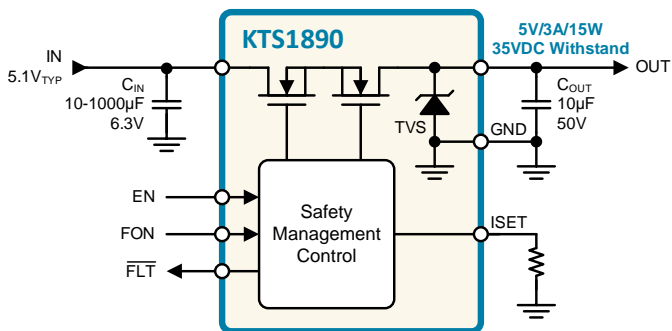 KTS1890
5V/3A/15W
35VDC Withstand
IN
5.1VTYP
CIN
10-1000µF
6.3V
OUT
COUT
10µF
50V
TVS
GND
EN
FON
FLT
Safety
Management
Control
ISET